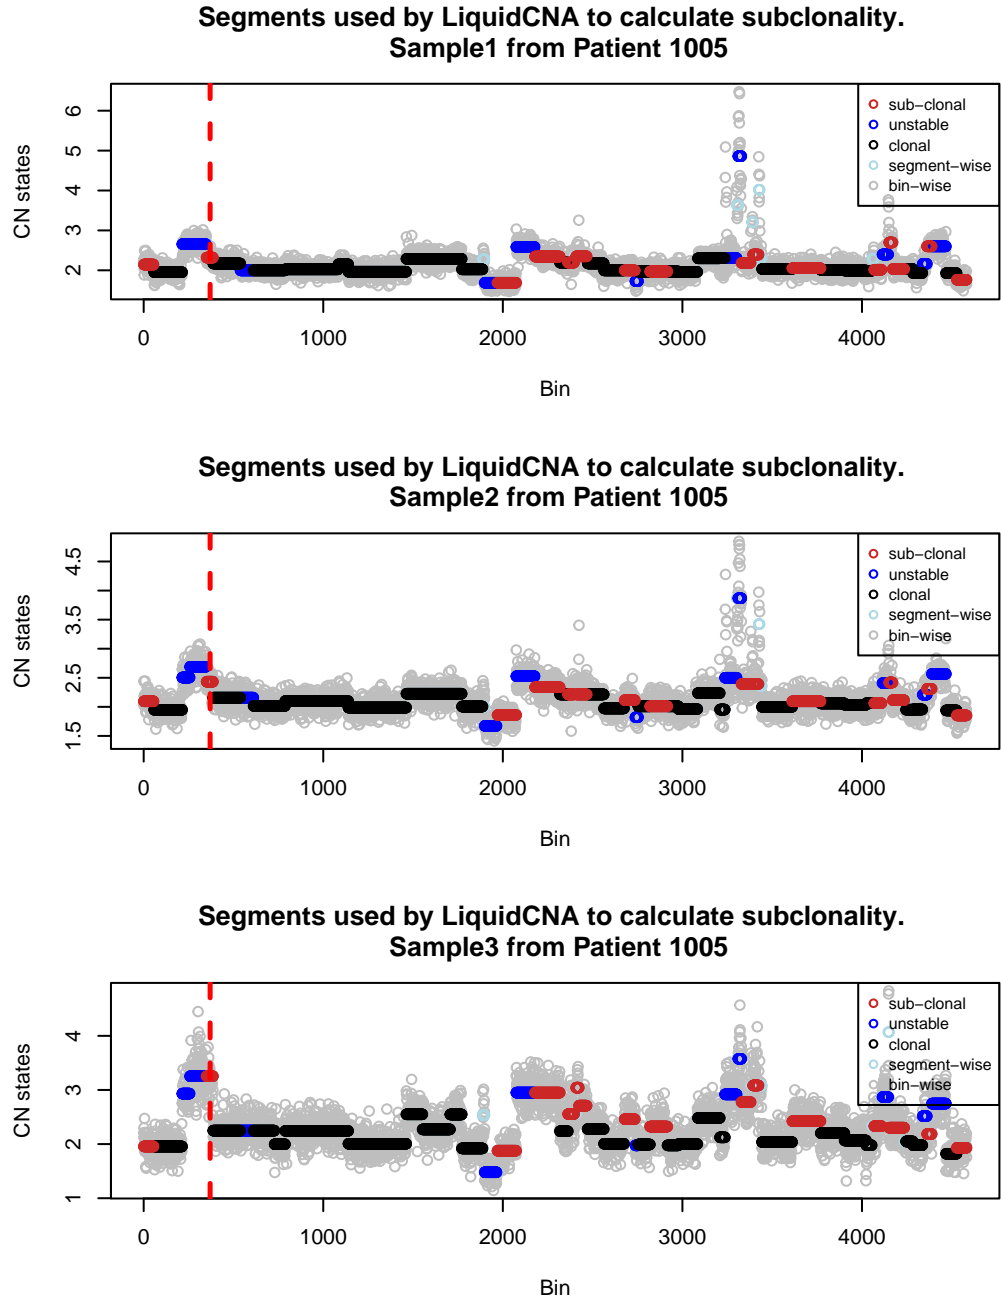 Segments used by LiquidCNA to calculate subclonality.
Sample1 from Patient 1005
CN states
6
5
4
3
2
sub-clonal
unstable
clonal
segment-wise
bin-wise
0 1000 2000 3000 4000
Bin
Segments used by LiquidCNA to calculate subclonality.
Sample2 from Patient 1005
CN states
4.5
3.5
2.5
1.5
sub-clonal
unstable
clonal
segment-wise
bin-wise
0 1000 2000 3000 4000
Bin
Segments used by LiquidCNA to calculate subclonality.
Sample3 from Patient 1005
CN states
4
3
2
1
sub-clonal
unstable
clonal
segment-wise
bin-wise
0 1000 2000 3000 4000
Bin